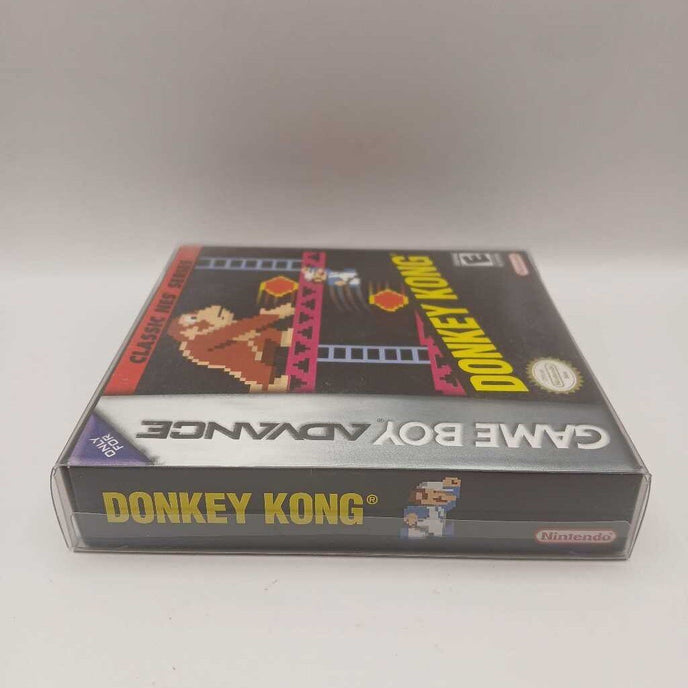 CLASSIC NES SERIES
DONKEY KONG
E
Nintendo
ONLY
FOR
GAME BOY ADVANCE
DONKEY KONG®
Nintendo